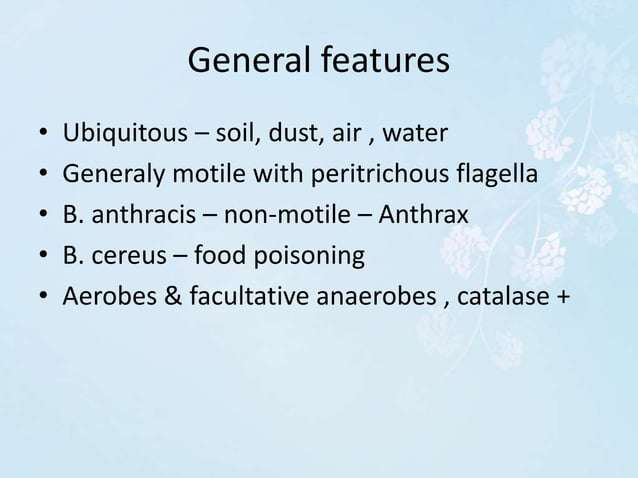 General features
• Ubiquitous – soil, dust, air , water
• Generaly motile with peritrichous flagella
• B. anthracis – non-motile – Anthrax
• B. cereus – food poisoning
• Aerobes & facultative anaerobes , catalase +